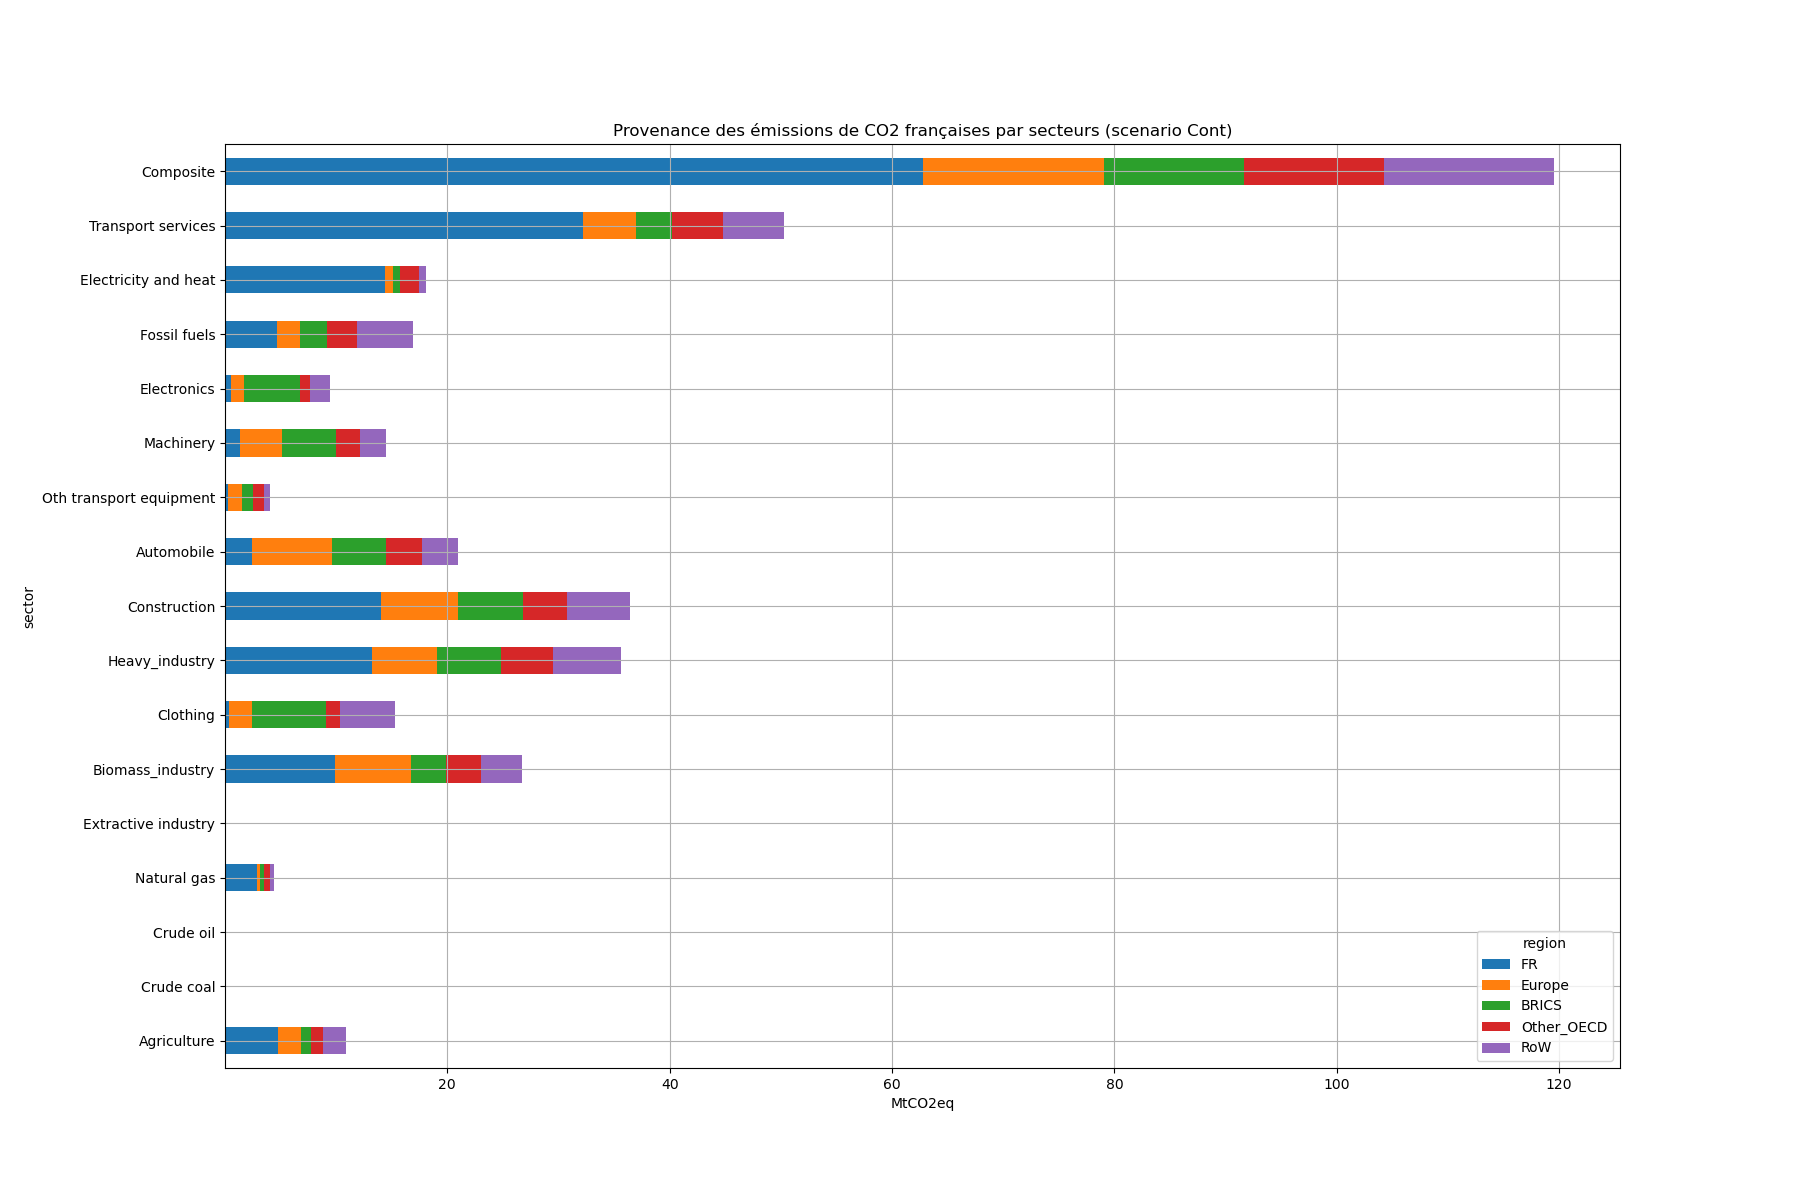 Provenance des émissions de CO2 françaises par secteurs (scenario Cont)
Composite
Transport services
Electricity and heat
Fossil fuels
Electronics
Machinery
Oth transport equipment
Automobile
Construction
Heavy_industry
Clothing
Biomass_industry
Extractive industry
Natural gas
Crude oil
Crude coal
Agriculture
sector
20 40 60 80 100 120
MtCO2eq
region
FR
Europe
BRICS
Other_OECD
RoW